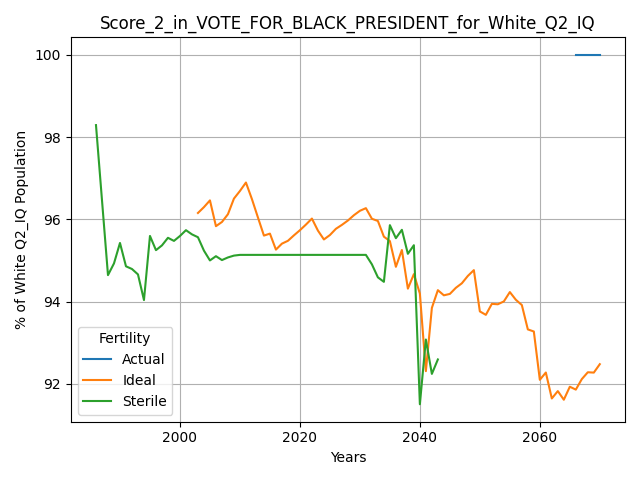 Score_2_in_VOTE_FOR_BLACK_PRESIDENT_for_White_Q2_IQ
100
98
96
94
92
% of White Q2_IQ Population
Fertility
Actual
Ideal
Sterile
2000
2020
2040
2060
Years